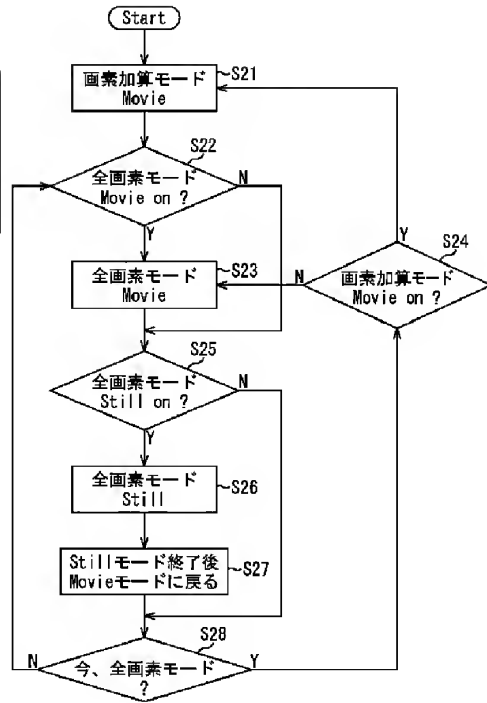 Start
画素加算モード
Movie
S21
S22
全画素モード
Movie on ?
N
Y
全画素モード
Movie
S23
N
Y
S24
画素加算モード
Movie on ?
S25
全画素モード
Still on ?
N
Y
全画素モード
Still
S26
Stillモード終了後
Movieモードに戻る
S27
S28
N
今、全画素モード
?
Y